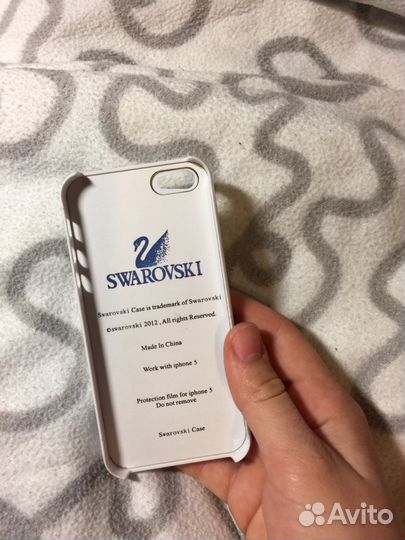 SWAROVSKI
Swarovski Case is trademark of Swarovski
©swarovski 2012 , All rights Reserved.
Made In China
Work with iphone 5
Protection film for iphone 5
Do not remove
Swarovski Case
Avito